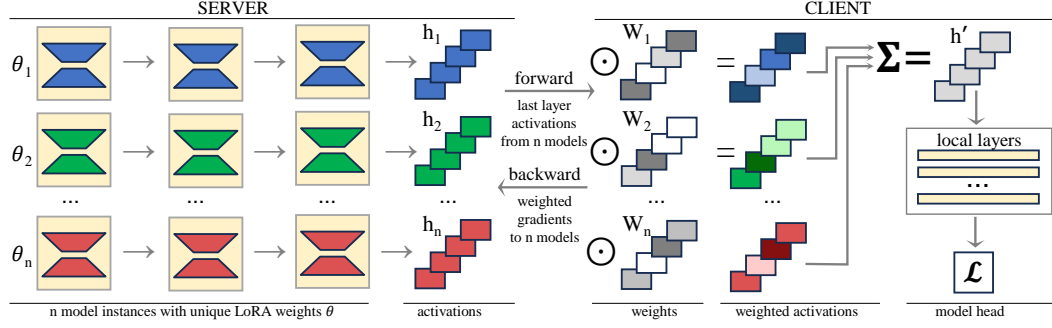 SERVER
CLIENT
θ1
h1
W1
=
Σ=
h′
forward
last layer
activations
from n models
θ2
h2
W2
=
local layers
...
backward
weighted
gradients
to n models
... ... ... ... ... ...
θn
hn
Wn
ℒ
n model instances with unique LoRA weights θ
activations
weights
weighted activations
model head